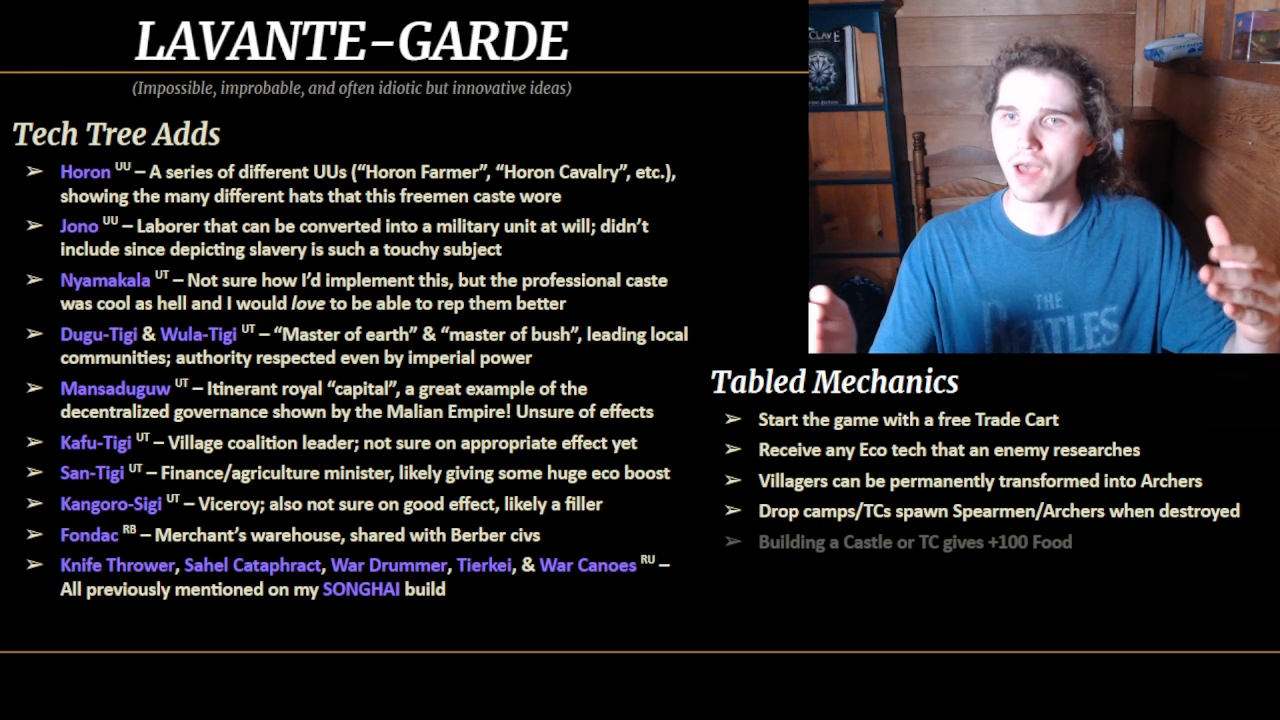 LAVANTE-GARDE
(Impossible, improbable, and often idiotic but innovative ideas)
Tech Tree Adds
➢ Horon UU – A series of different UUs (“Horon Farmer”, “Horon Cavalry”, etc.),
showing the many different hats that this freemen caste wore
➢ Jono UU – Laborer that can be converted into a military unit at will; didn’t
include since depicting slavery is such a touchy subject
➢ Nyamakala UT – Not sure how I’d implement this, but the professional caste
was cool as hell and I would love to be able to rep them better
➢ Dugu-Tigi & Wula-Tigi UT – “Master of earth” & “master of bush”, leading local
communities; authority respected even by imperial power
➢ Mansaduguw UT – Itinerant royal “capital”, a great example of the
decentralized governance shown by the Malian Empire! Unsure of effects
➢ Kafu-Tigi UT – Village coalition leader; not sure on appropriate effect yet
➢ San-Tigi UT – Finance/agriculture minister, likely giving some huge eco boost
➢ Kangoro-Sigi UT – Viceroy; also not sure on good effect, likely a filler
➢ Fondac RB – Merchant’s warehouse, shared with Berber civs
➢ Knife Thrower, Sahel Cataphract, War Drummer, Tierkei, & War Canoes RU –
All previously mentioned on my SONGHAI build
THE
BEATLES
Tabled Mechanics
➢ Start the game with a free Trade Cart
➢ Receive any Eco tech that an enemy researches
➢ Villagers can be permanently transformed into Archers
➢ Drop camps/TCs spawn Spearmen/Archers when destroyed
➢ Building a Castle or TC gives +100 Food